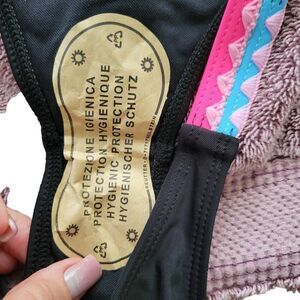 PROTEZIONE IGIENICA
PROTECTION HYGIENIQUE
HYGIENIC PROTECTION
HYGIENISCHER SCHUTZ